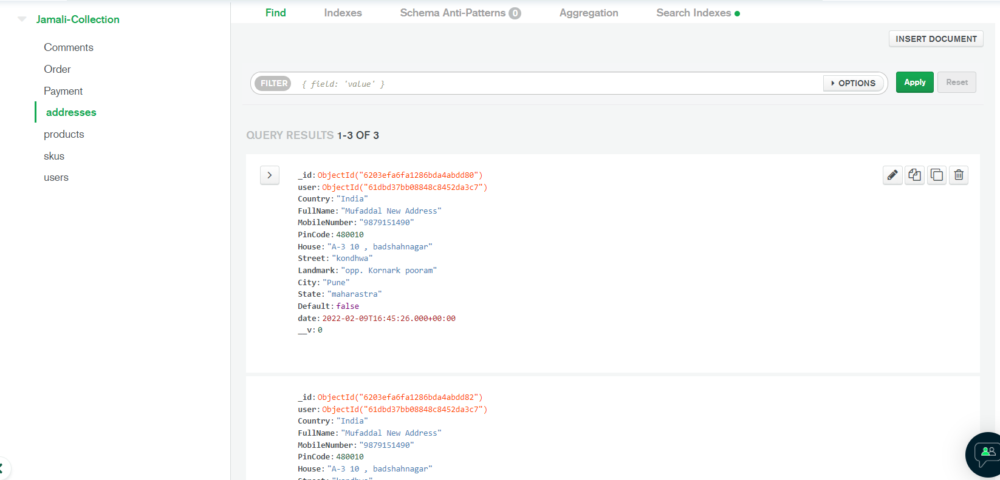 Jamali-Collection
Comments
Order
Payment
addresses
products
skus
users
Find Indexes Schema Anti-Patterns 0 Aggregation Search Indexes
INSERT DOCUMENT
FILTER { field: 'value' } OPTIONS Apply Reset
QUERY RESULTS 1-3 OF 3
_id: ObjectId("6203efa6fa1286bda4abdd80")
user: ObjectId("61dbd37bb08848c8452da3c7")
Country: "India"
FullName: "Mufaddal New Address"
MobileNumber: "9879151490"
PinCode: 480010
House: "A-3 10 , badshahnagar"
Street: "kondhwa"
Landmark: "opp. Kornark pooram"
City: "Pune"
State: "maharastra"
Default: false
date: 2022-02-09T16:45:26.000+00:00
__v: 0
_id: ObjectId("6203efa6fa1286bda4abdd82")
user: ObjectId("61dbd37bb08848c8452da3c7")
Country: "India"
FullName: "Mufaddal New Address"
MobileNumber: "9879151490"
PinCode: 480010
House: "A-3 10 , badshahnagar"
Street: "kondhwa"